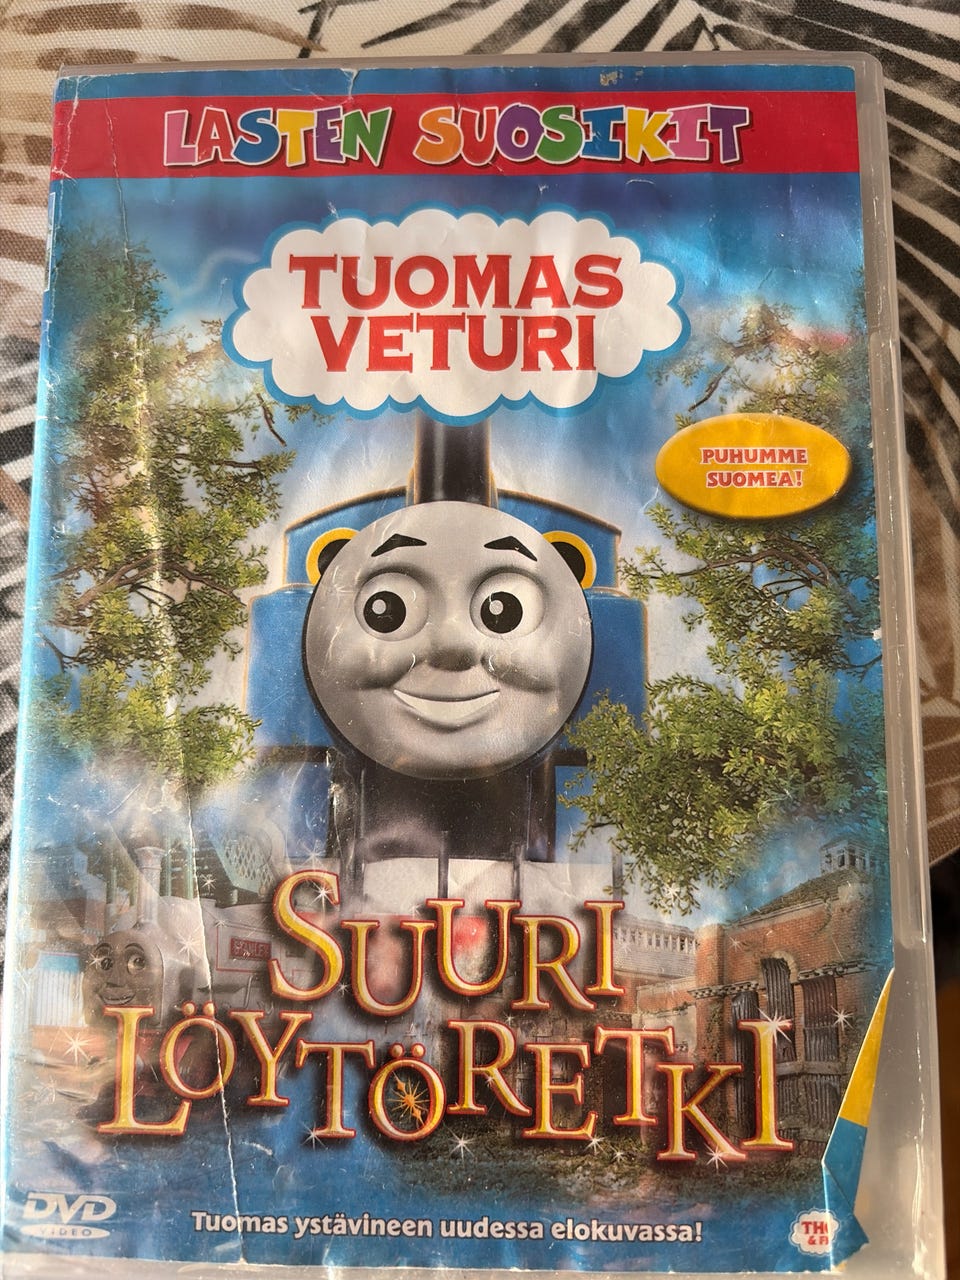 LASTEN SUOSIKIT
TUOMAS
VETURI
PUHUMME
SUOMEA!
SUURI
LÖYTÖRETKI
DVD
VIDEO
Tuomas ystävineen uudessa elokuvassa!